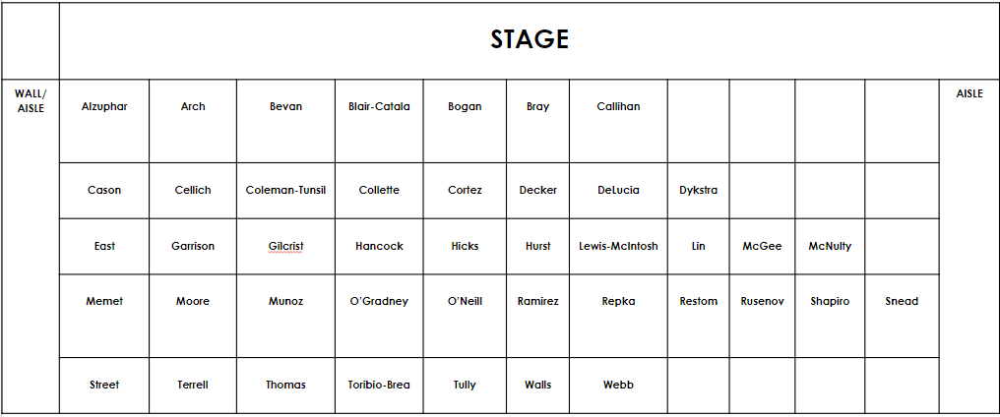 STAGE
WALL/
AISLE
Alzuphar Arch Bevan Blair-Catala Bogan Bray Callihan AISLE
Cason Cellich Coleman-Tunsil Collette Cortez Decker DeLucia Dykstra
East Garrison Gilcrist Hancock Hicks Hurst Lewis-McIntosh Lin McGee McNulty
Memet Moore Munoz O'Gradney O'Neill Ramirez Repka Restom Rusenov Shapiro Snead
Street Terrell Thomas Toribio-Brea Tully Walls Webb